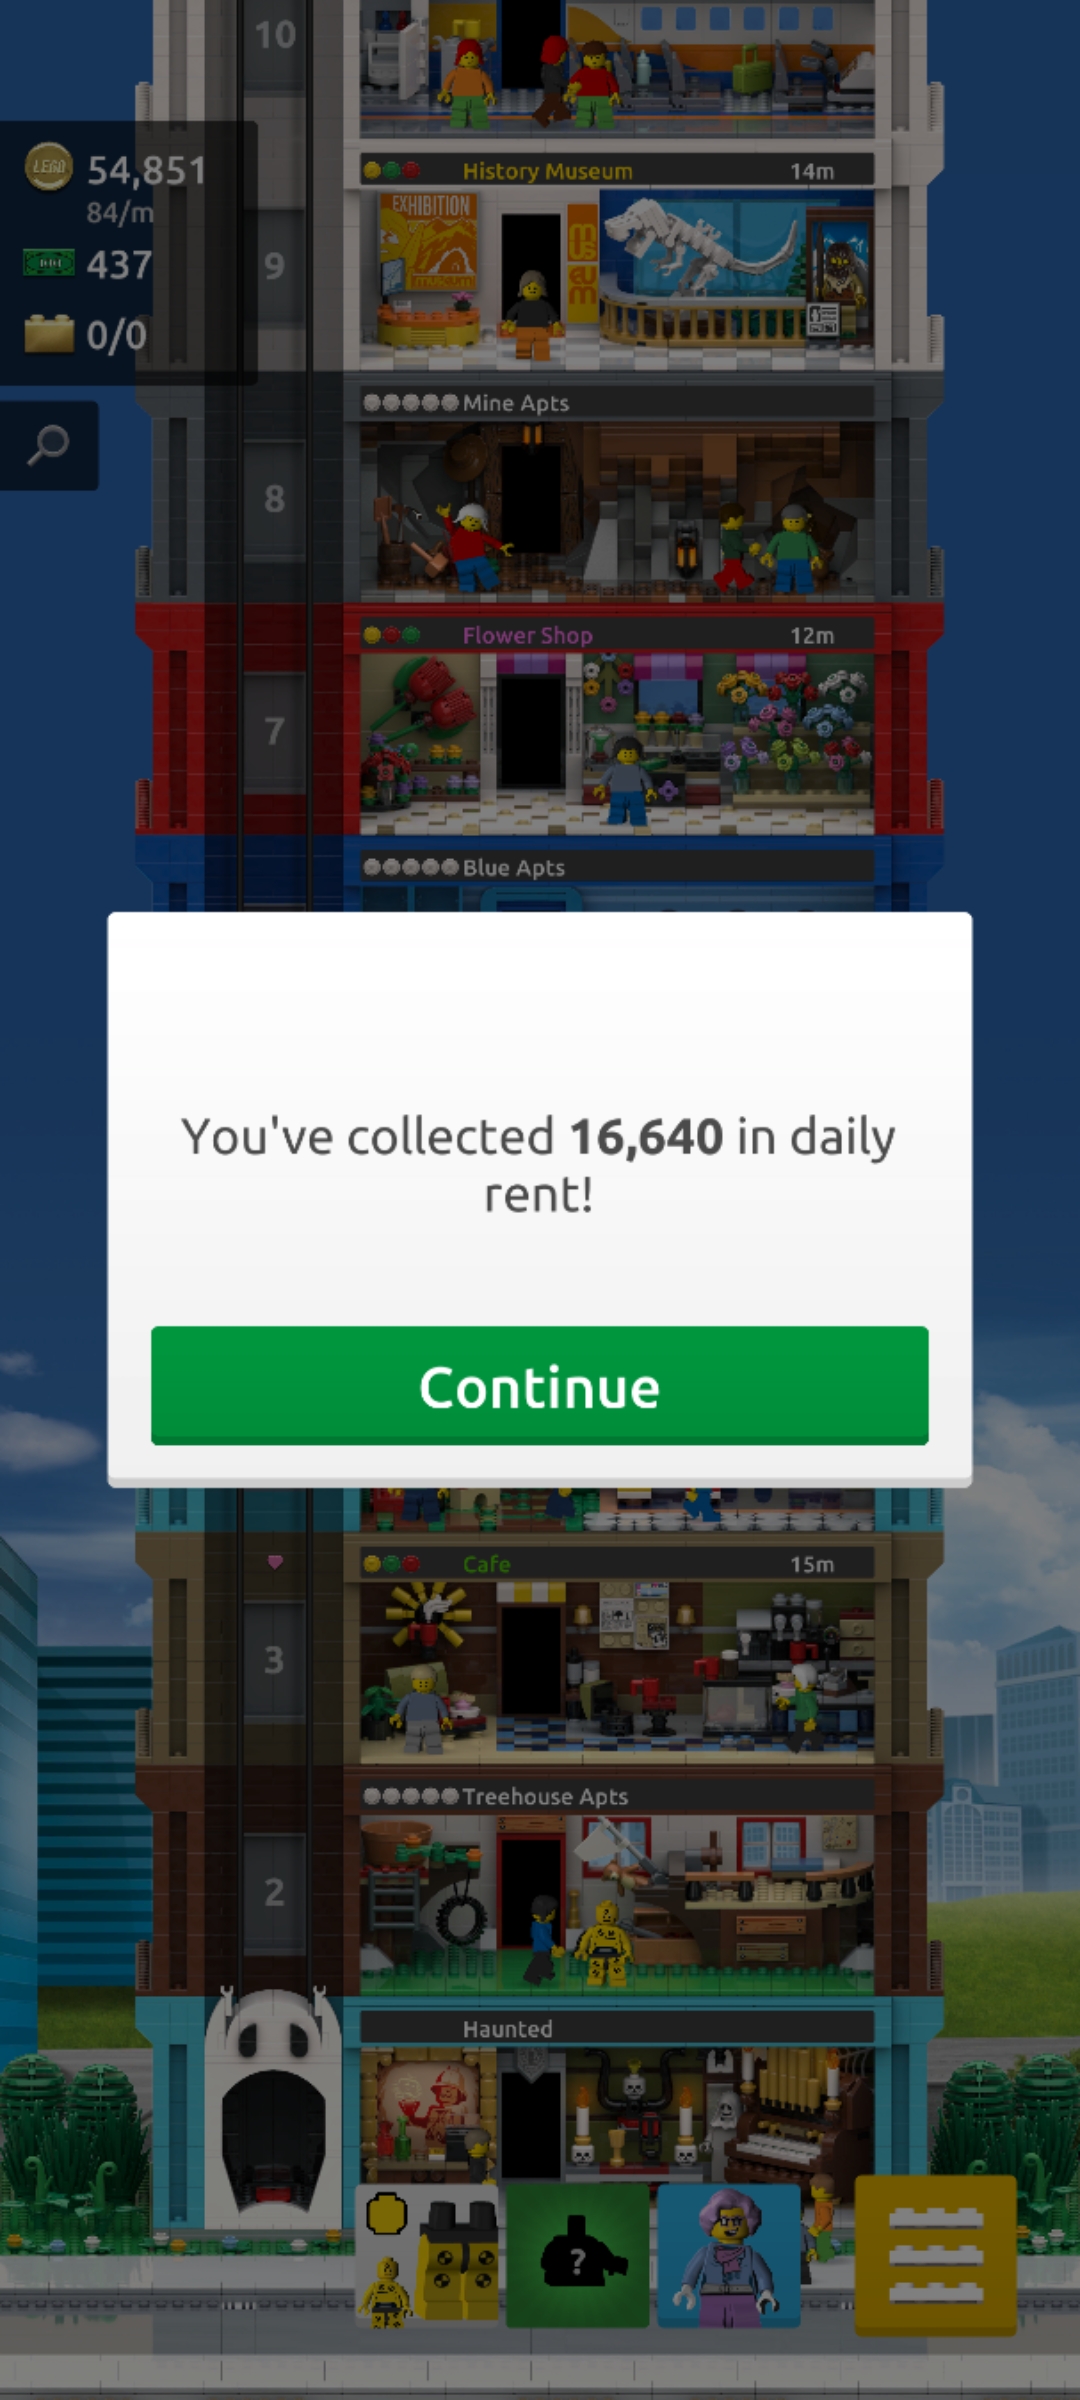 10
LEGO 54,851
84/m
437
0/0
History Museum 14m
EXHIBITION
museum
9
Mine Apts
8
Flower Shop 12m
7
Blue Apts
You've collected 16,640 in daily
rent!
Continue
Cafe 15m
3
Treehouse Apts
2
Haunted
?